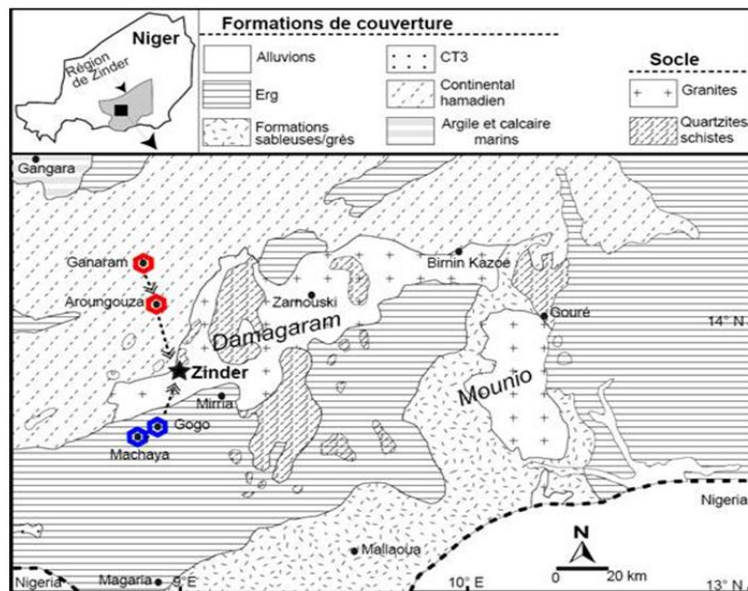 Niger
Région
de Zinder
Formations de couverture
Alluvions
Erg
Formations
sableuses/grès
CT3
Continental
hamadien
Argile et calcaire
marins
Socle
Granites
Quartzites
schistes
Gangara
Ganaram
Birnin Kazoé
Aroungouza
Zarnouski
Gouré
14° N
Damagaram
Zinder
Mounio
Mirria
Gogo
Machaya
Nigeria
N
Mallaoua
Nigeria
Magaria
9° E
10° E
0
20 km
13° N